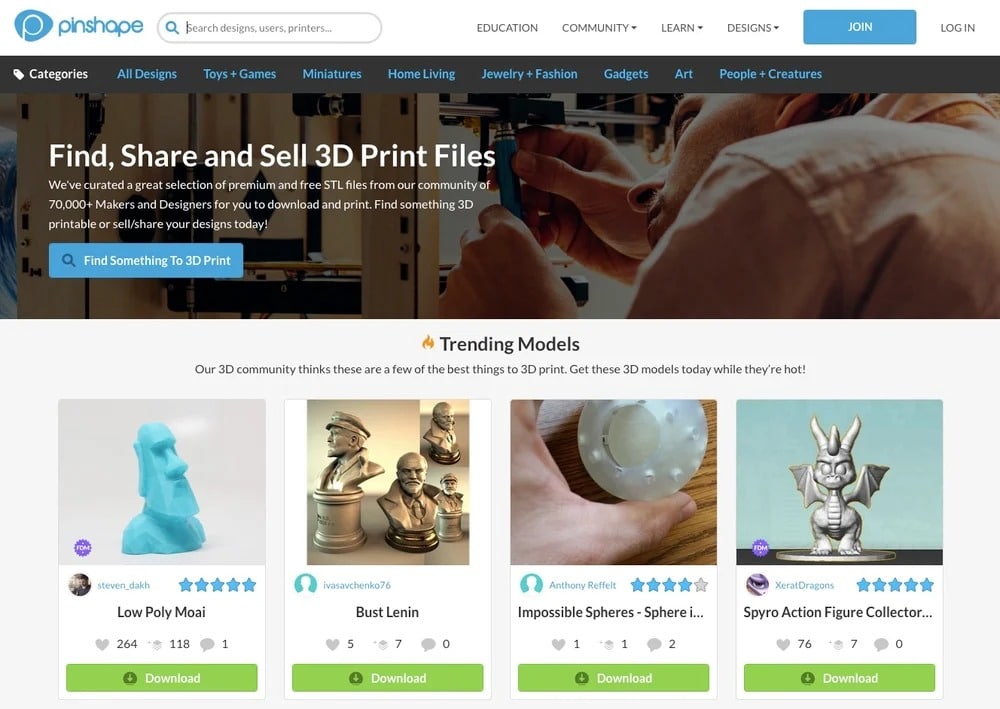 pinshape
Search designs, users, printers...
EDUCATION
COMMUNITY
LEARN
DESIGNS
JOIN
LOG IN
Categories
All Designs
Toys + Games
Miniatures
Home Living
Jewelry + Fashion
Gadgets
Art
People + Creatures
Find, Share and Sell 3D Print Files
We've curated a great selection of premium and free STL files from our community of
70,000+ Makers and Designers for you to download and print. Find something 3D
printable or sell/share your designs today!
Find Something To 3D Print
Trending Models
Our 3D community thinks these are a few of the best things to 3D print. Get these 3D models today while they're hot!
FDM
steven_dakh
Low Poly Moai
264 118 1
Download
ivasavchenko76
Bust Lenin
5 7 0
Download
Anthony Reffelt
Impossible Spheres - Sphere i...
1 1 2
Download
FDM
XeratDragons
Spyro Action Figure Collector...
76 7 0
Download